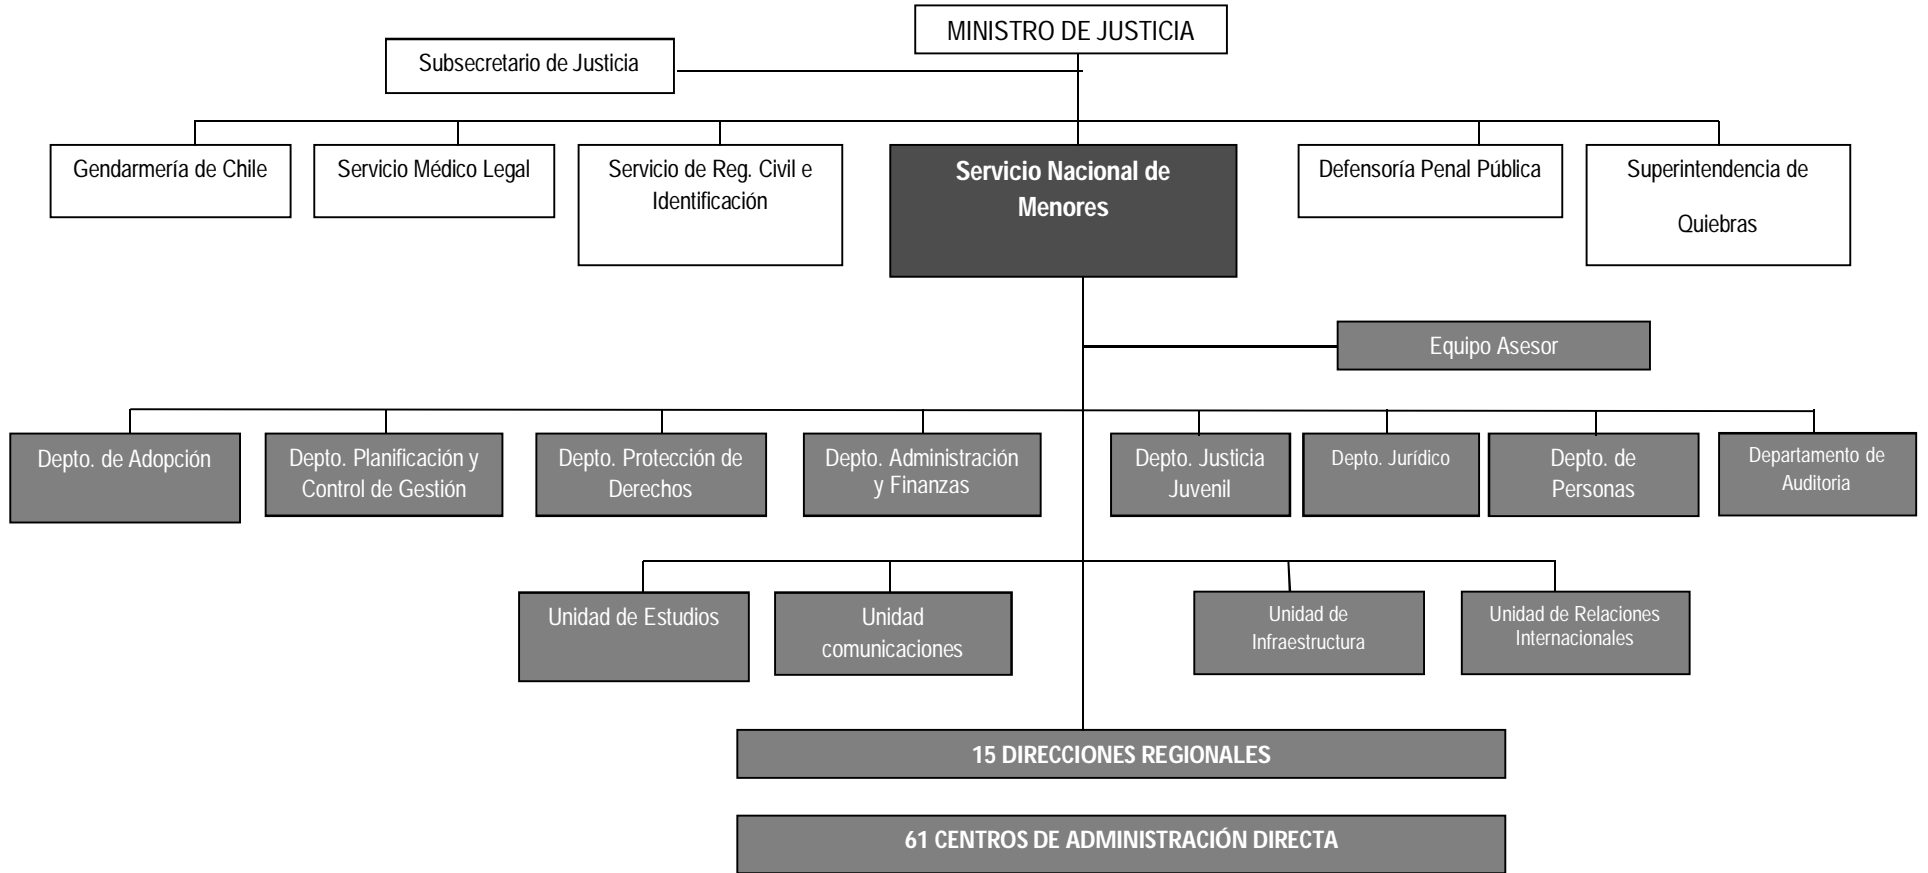 MINISTRO DE JUSTICIA
Subsecretario de Justicia
Gendarmería de Chile
Servicio Médico Legal
Servicio de Reg. Civil e
Identificación
Servicio Nacional de
Menores
Defensoría Penal Pública
Superintendencia de
Quiebras
Equipo Asesor
Depto. de Adopción
Depto. Planificación y
Control de Gestión
Depto. Protección de
Derechos
Depto. Administración
y Finanzas
Depto. Justicia
Juvenil
Depto. Jurídico
Depto. de
Personas
Departamento de
Auditoria
Unidad de Estudios
Unidad
comunicaciones
Unidad de
Infraestructura
Unidad de Relaciones
Internacionales
15 DIRECCIONES REGIONALES
61 CENTROS DE ADMINISTRACIÓN DIRECTA